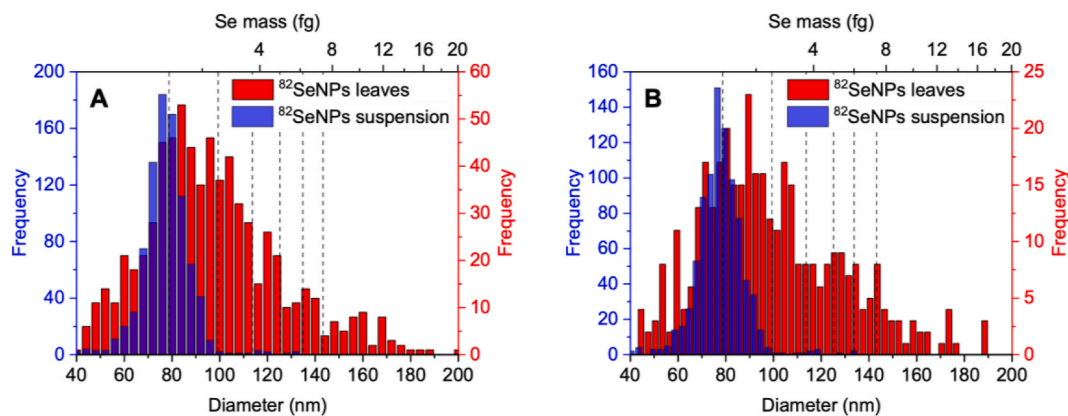 Se mass (fg)
4 8 12 16 20
200 160 120 80 40 0
Frequency
A
⁸²SeNPs leaves
⁸²SeNPs suspension
60 50 40 30 20 10 0
Frequency
40 60 80 100 120 140 160 180 200
Diameter (nm)
Se mass (fg)
4 8 12 16 20
160 140 120 100 80 60 40 20 0
Frequency
B
⁸²SeNPs leaves
⁸²SeNPs suspension
25 20 15 10 5 0
Frequency
40 60 80 100 120 140 160 180 200
Diameter (nm)